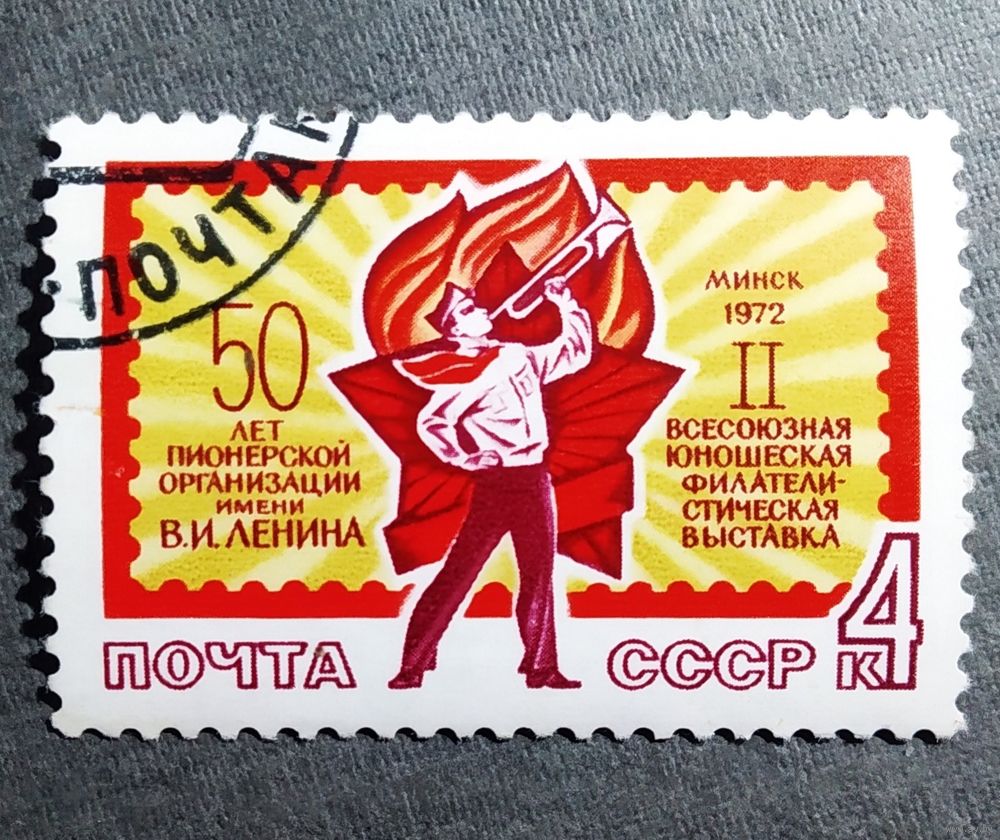 ПОЧТА
50
ЛЕТ
ПИОНЕРСКОЙ
ОРГАНИЗАЦИИ
ИМЕНИ
В.И. ЛЕНИНА
МИНСК
1972
II
ВСЕСОЮЗНАЯ
ЮНОШЕСКАЯ
ФИЛАТЕЛИ-
СТИЧЕСКАЯ
ВЫСТАВКА
ПОЧТА СССР 4 К